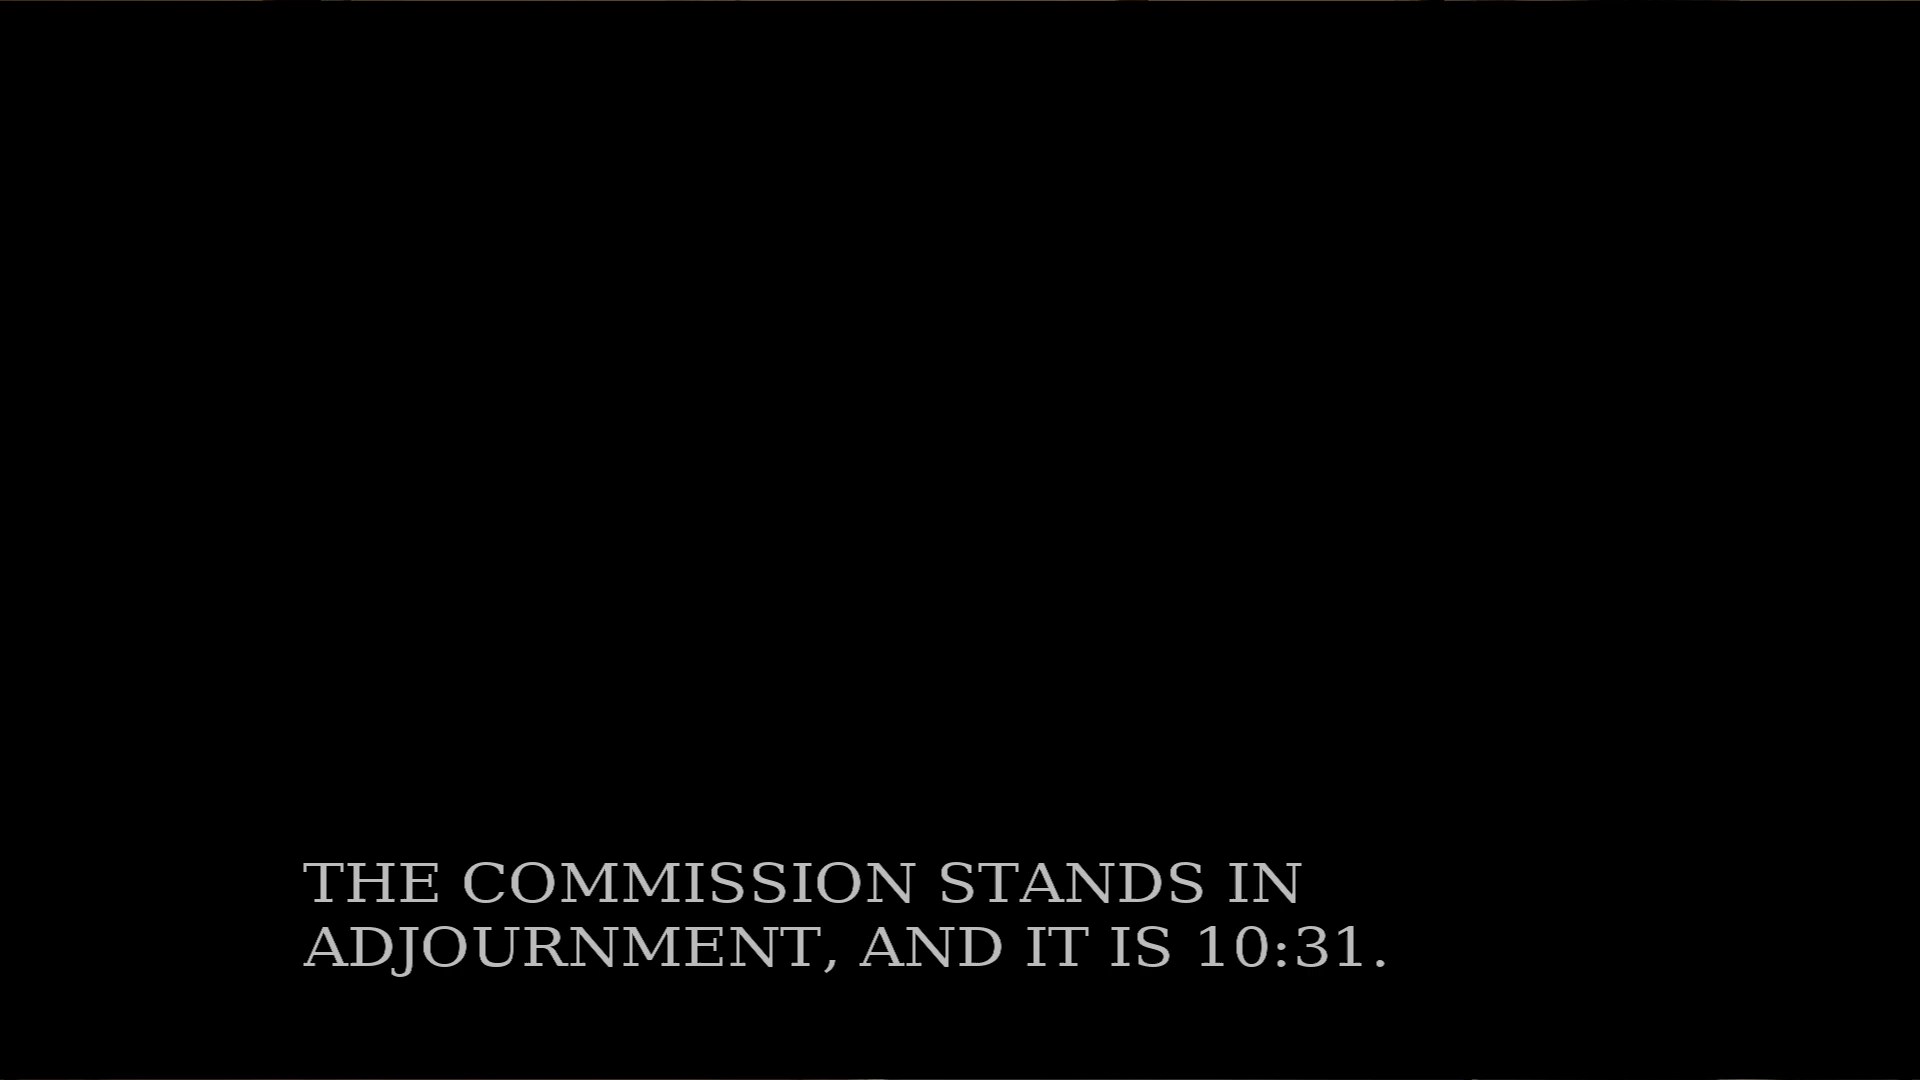 THE COMMISSION STANDS IN
ADJOURNMENT, AND IT IS 10:31.